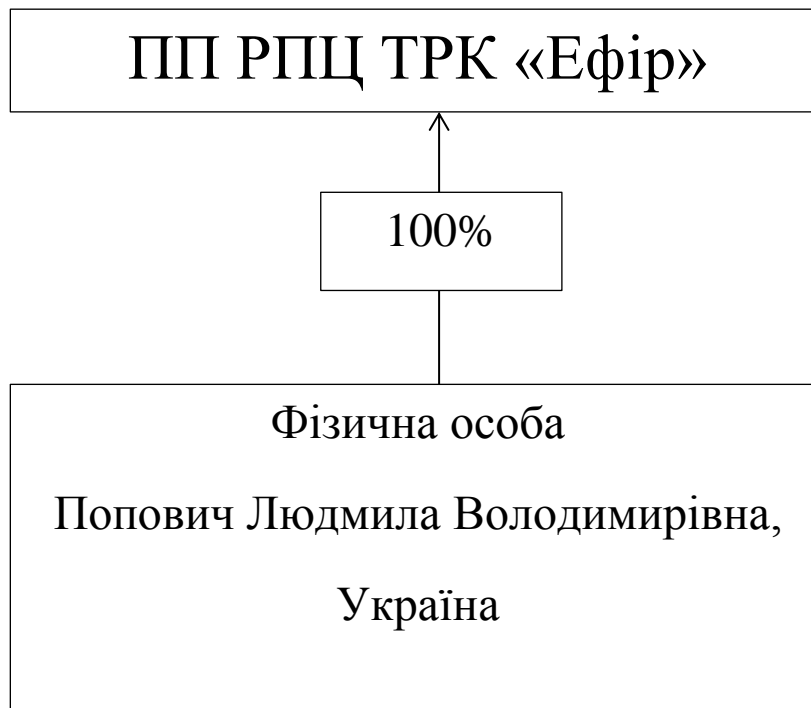 ПП РПЦ ТРК «Ефір»
100%
Фізична особа
Попович Людмила Володимирівна,
Україна